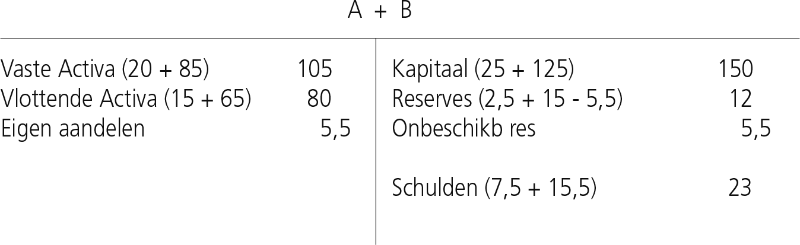 A + B
Vaste Activa (20 + 85) 105
Vlottende Activa (15 + 65) 80
Eigen aandelen 5,5
Kapitaal (25 + 125) 150
Reserves (2,5 + 15 - 5,5) 12
Onbeschikb res 5,5
Schulden (7,5 + 15,5) 23